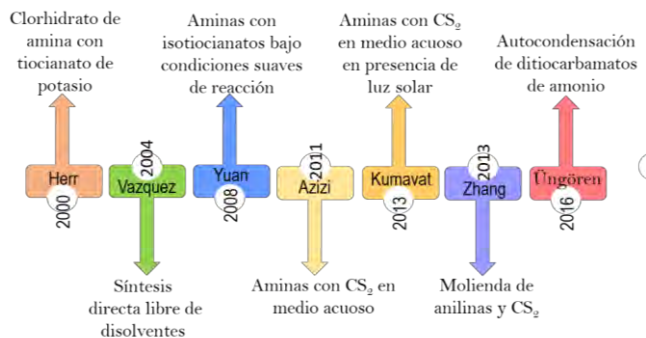 Clorhidrato de
amina con
tiocianato de
potasio
Aminas con
isotiocianatos bajo
condiciones suaves
de reacción
Aminas con CS₂
en medio acuoso
en presencia de
luz solar
Autocondensación
de ditiocarbamatos
de amonio
Herr
2000
2004
Vazquez
Yuan
2008
2011
Azizi
Kumavat
2013
2013
Zhang
Üngören
2016
Síntesis
directa libre de
disolventes
Aminas con CS₂ en
medio acuoso
Molienda de
anilinas y CS₂